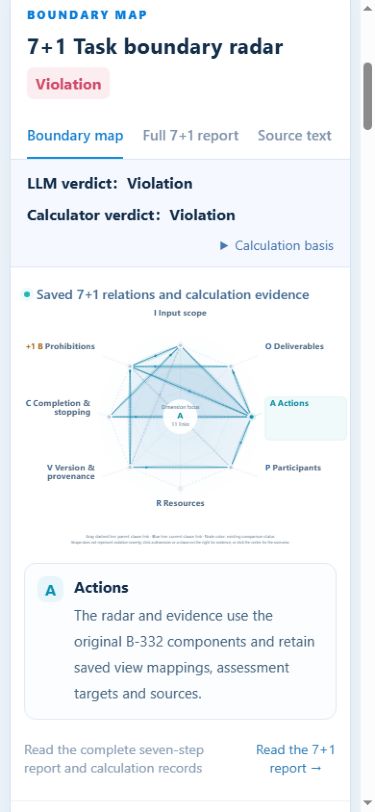 BOUNDARY MAP
7+1 Task boundary radar
Violation
Boundary map Full 7+1 report Source text
LLM verdict: Violation
Calculator verdict: Violation
▶ Calculation basis
Saved 7+1 relations and calculation evidence
I Input scope
+1 B Prohibitions
O Deliverables
Dimension focus
A
C Completion &
stopping
A Actions
V Version &
provenance
P Participants
R Resources
A
Actions
The radar and evidence use the
original B-332 components and retain
saved view mappings, assessment
targets and sources.
Read the complete seven-step
report and calculation records
Read the 7+1
report →